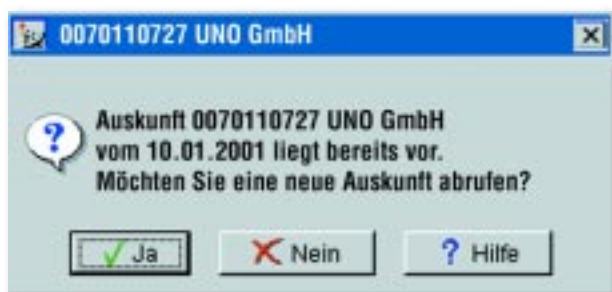 0070110727 UNO GmbH
Auskunft 0070110727 UNO GmbH
vom 10.01.2001 liegt bereits vor.
Möchten Sie eine neue Auskunft abrufen?
Ja Nein ? Hilfe